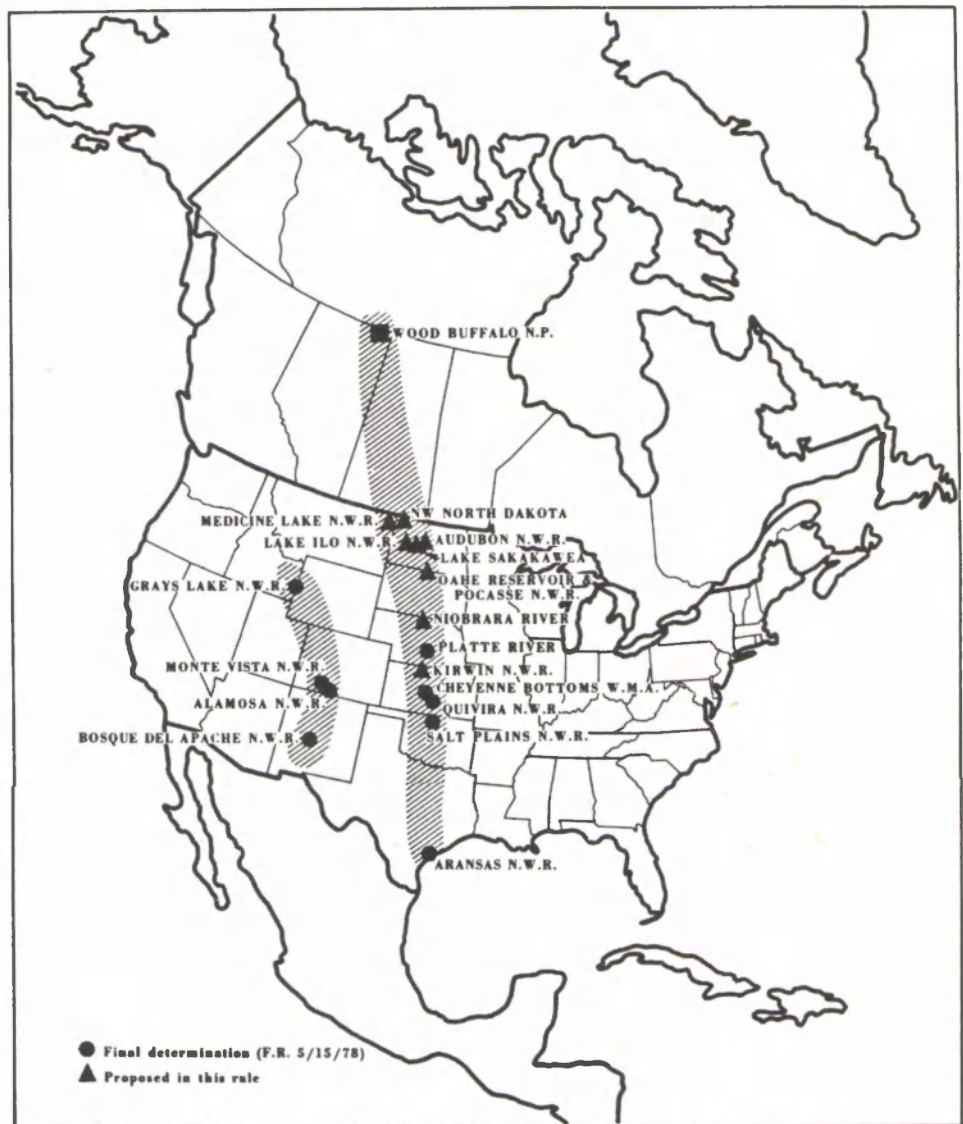 WOOD BUFFALO N.P.
NW NORTH DAKOTA
MEDICINE LAKE N.W.R.
LAKE ILO N.W.R.
AUDUBON N.W.R.
LAKE SAKAKAWEA
OAHE RESERVOIR &
POCASSE N.W.R.
GRAYS LAKE N.W.R.
NIOBRARA RIVER
PLATTE RIVER
MONTE VISTA N.W.R.
KIRWIN N.W.R.
CHEYENNE BOTTOMS W.M.A.
ALAMOSA N.W.R.
QUIVIRA N.W.R.
BOSQUE DEL APACHE N.W.R.
SALT PLAINS N.W.R.
ARANSAS N.W.R.
Final determination (F.R. 5/15/78)
Proposed in this rule